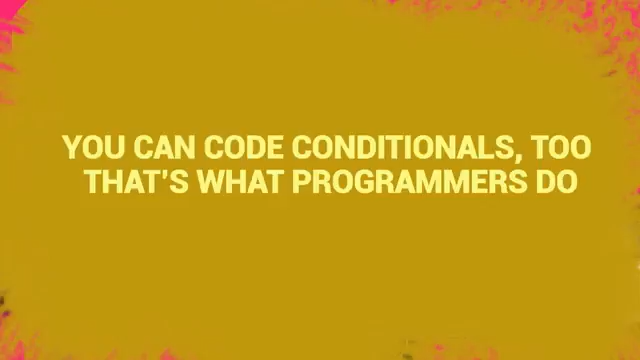 YOU CAN CODE CONDITIONALS, TOO
THAT'S WHAT PROGRAMMERS DO